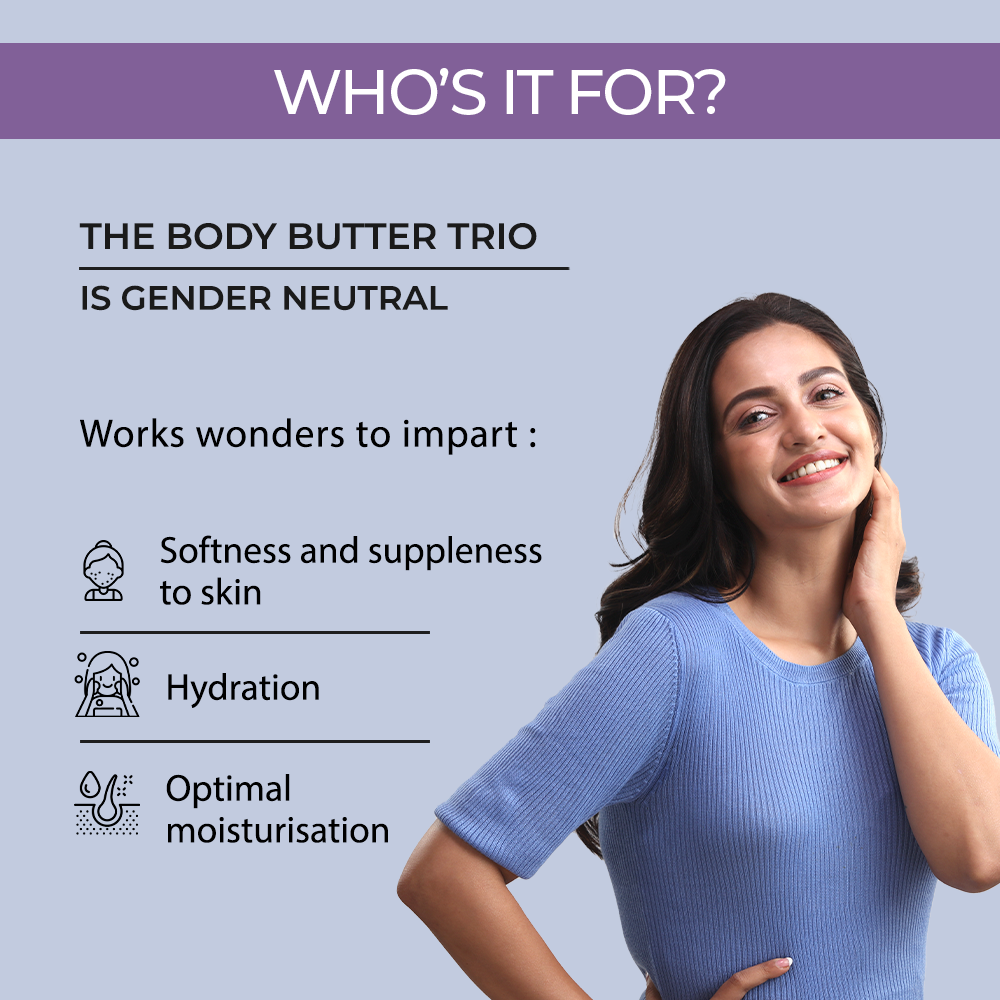 WHO'S IT FOR?
THE BODY BUTTER TRIO
IS GENDER NEUTRAL
Works wonders to impart :
Softness and suppleness
to skin
Hydration
Optimal
moisturisation